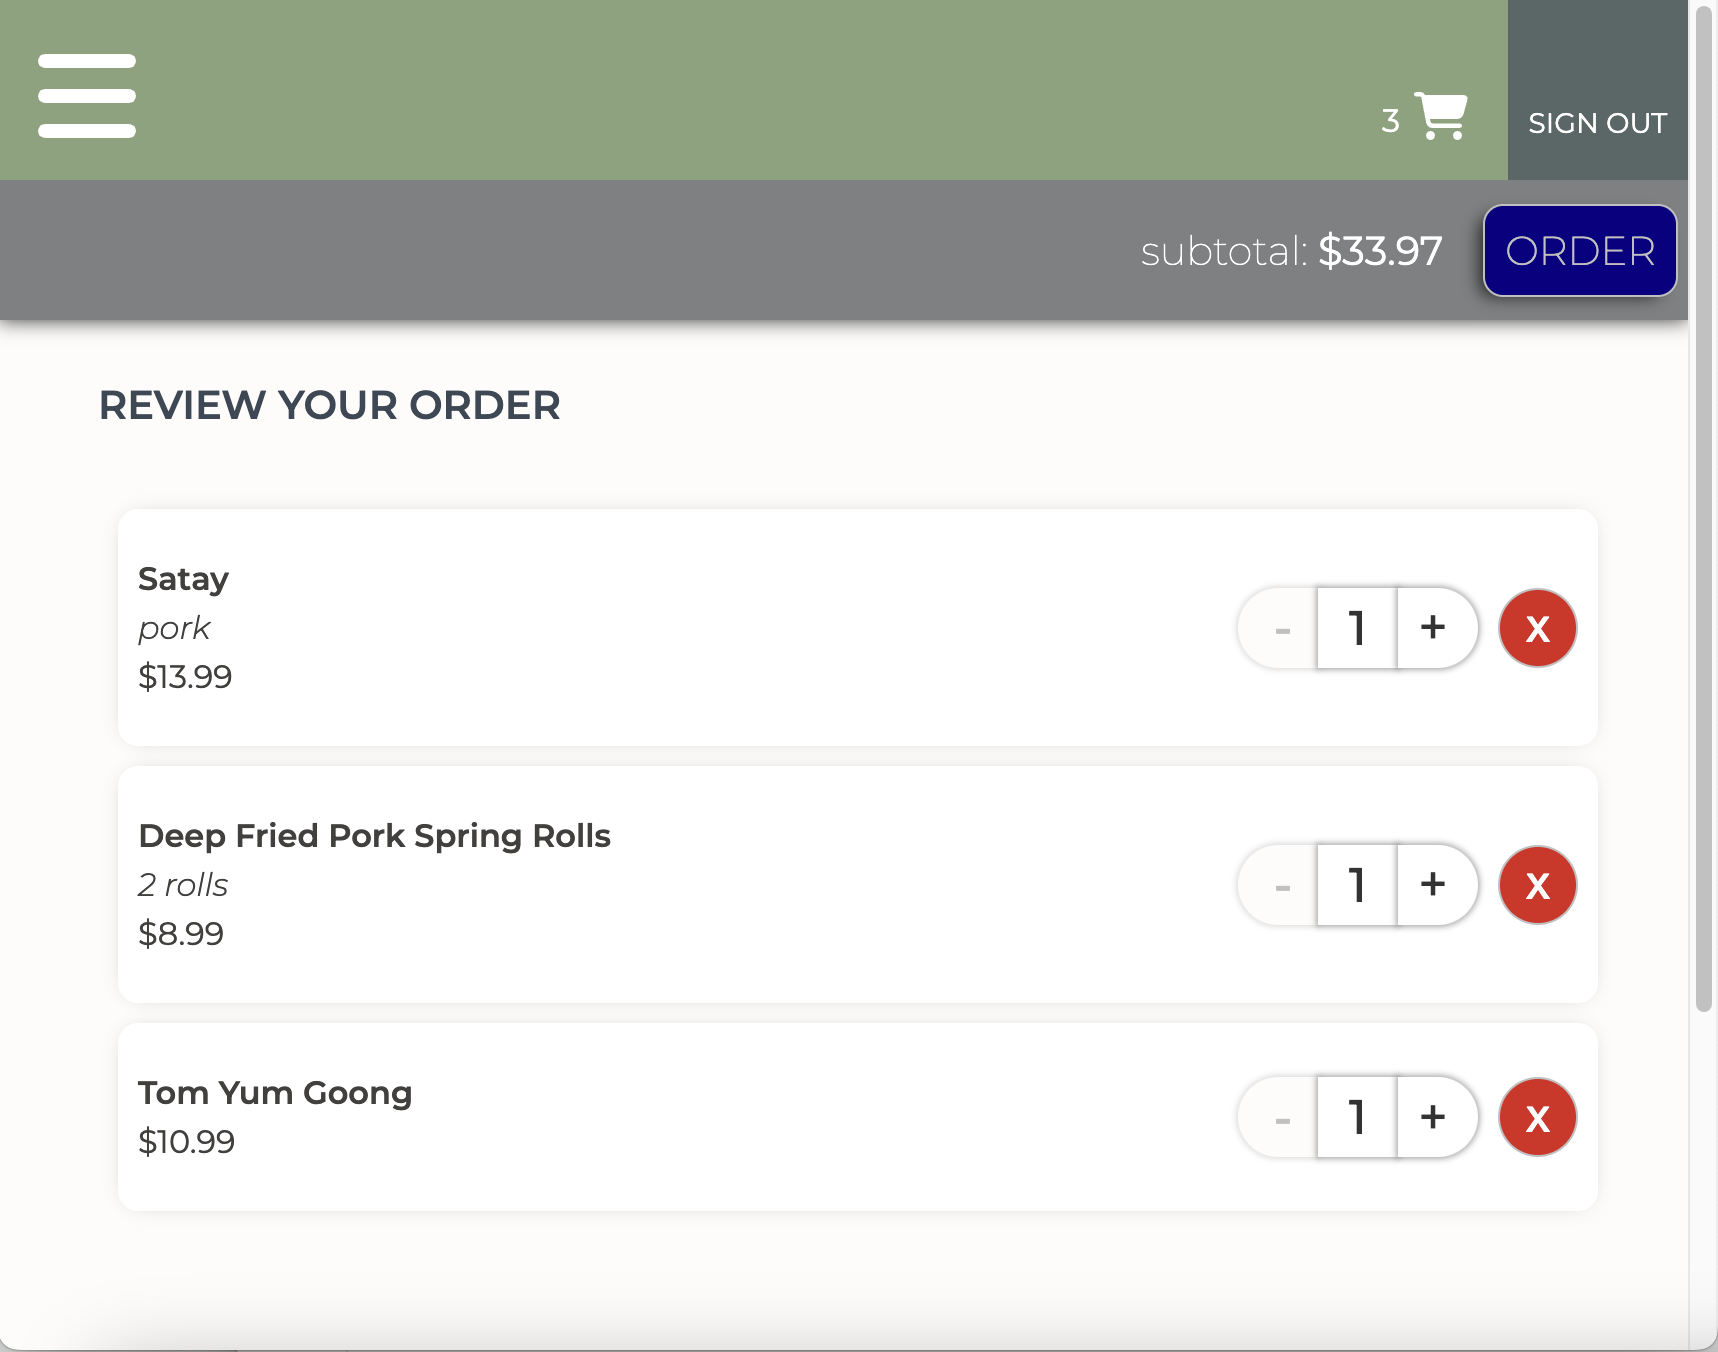 3
SIGN OUT
subtotal: $33.97
ORDER
REVIEW YOUR ORDER
Satay
pork
$13.99
- 1 + X
Deep Fried Pork Spring Rolls
2 rolls
$8.99
- 1 + X
Tom Yum Goong
$10.99
- 1 + X